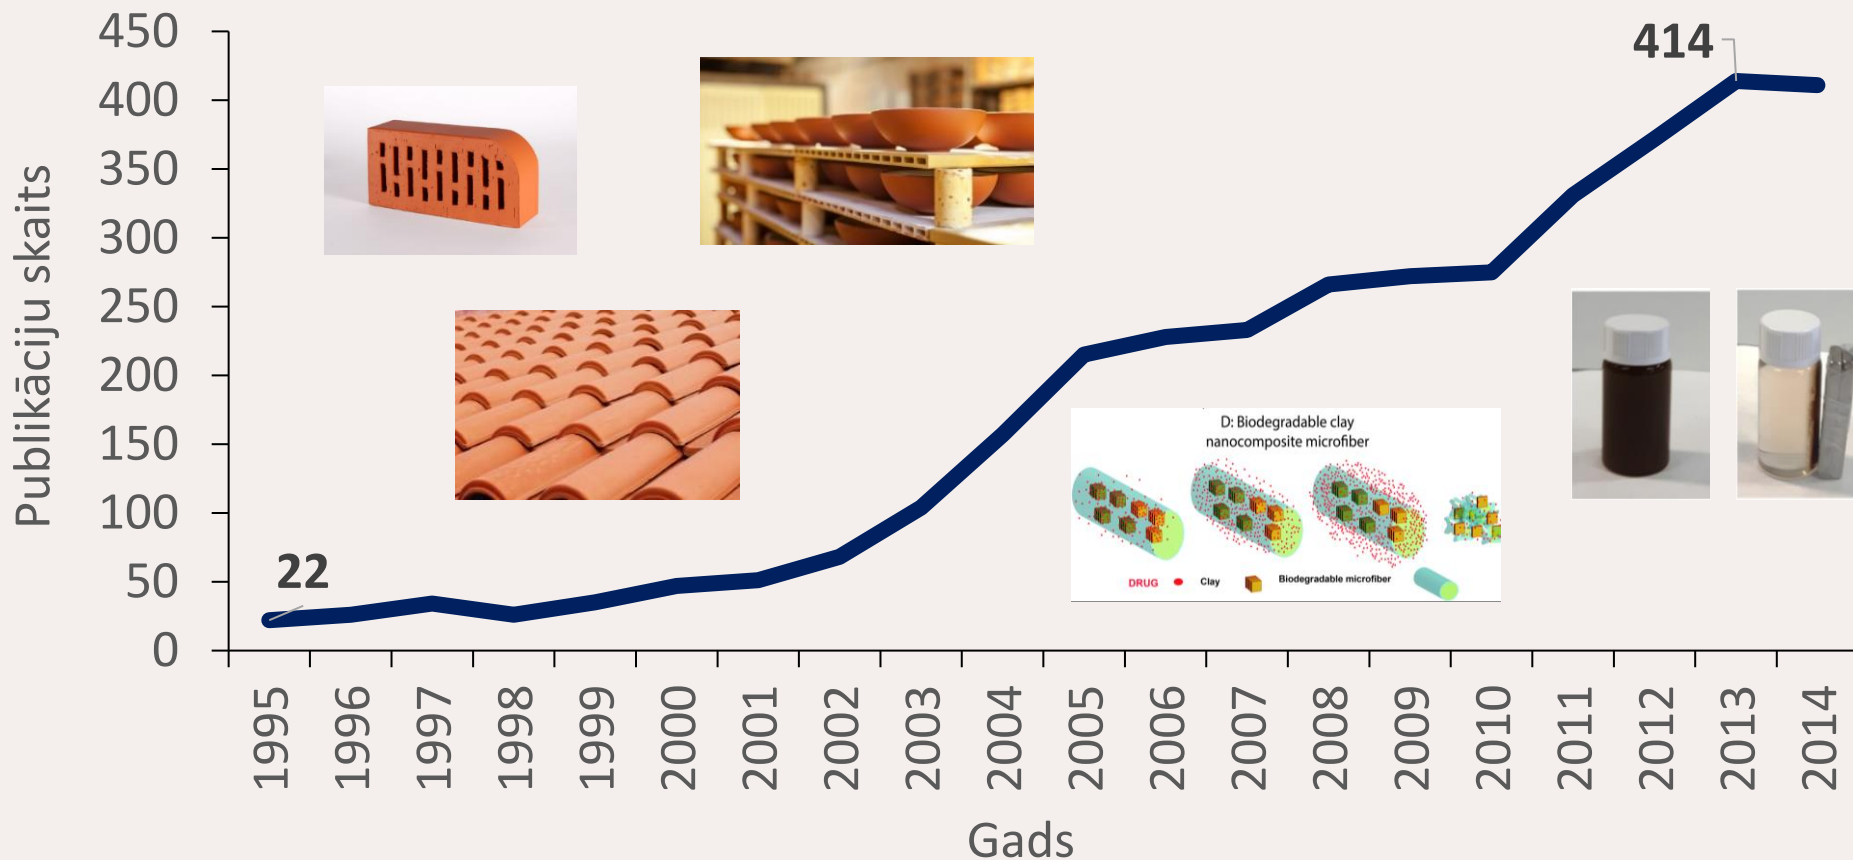 Publikāciju skaits
450
400
350
300
250
200
150
100
50
0
22
414
D: Biodegradable clay
nanocomposite microfiber
DRUG Clay Biodegradable microfiber
1995 1996 1997 1998 1999 2000 2001 2002 2003 2004 2005 2006 2007 2008 2009 2010 2011 2012 2013 2014
Gads